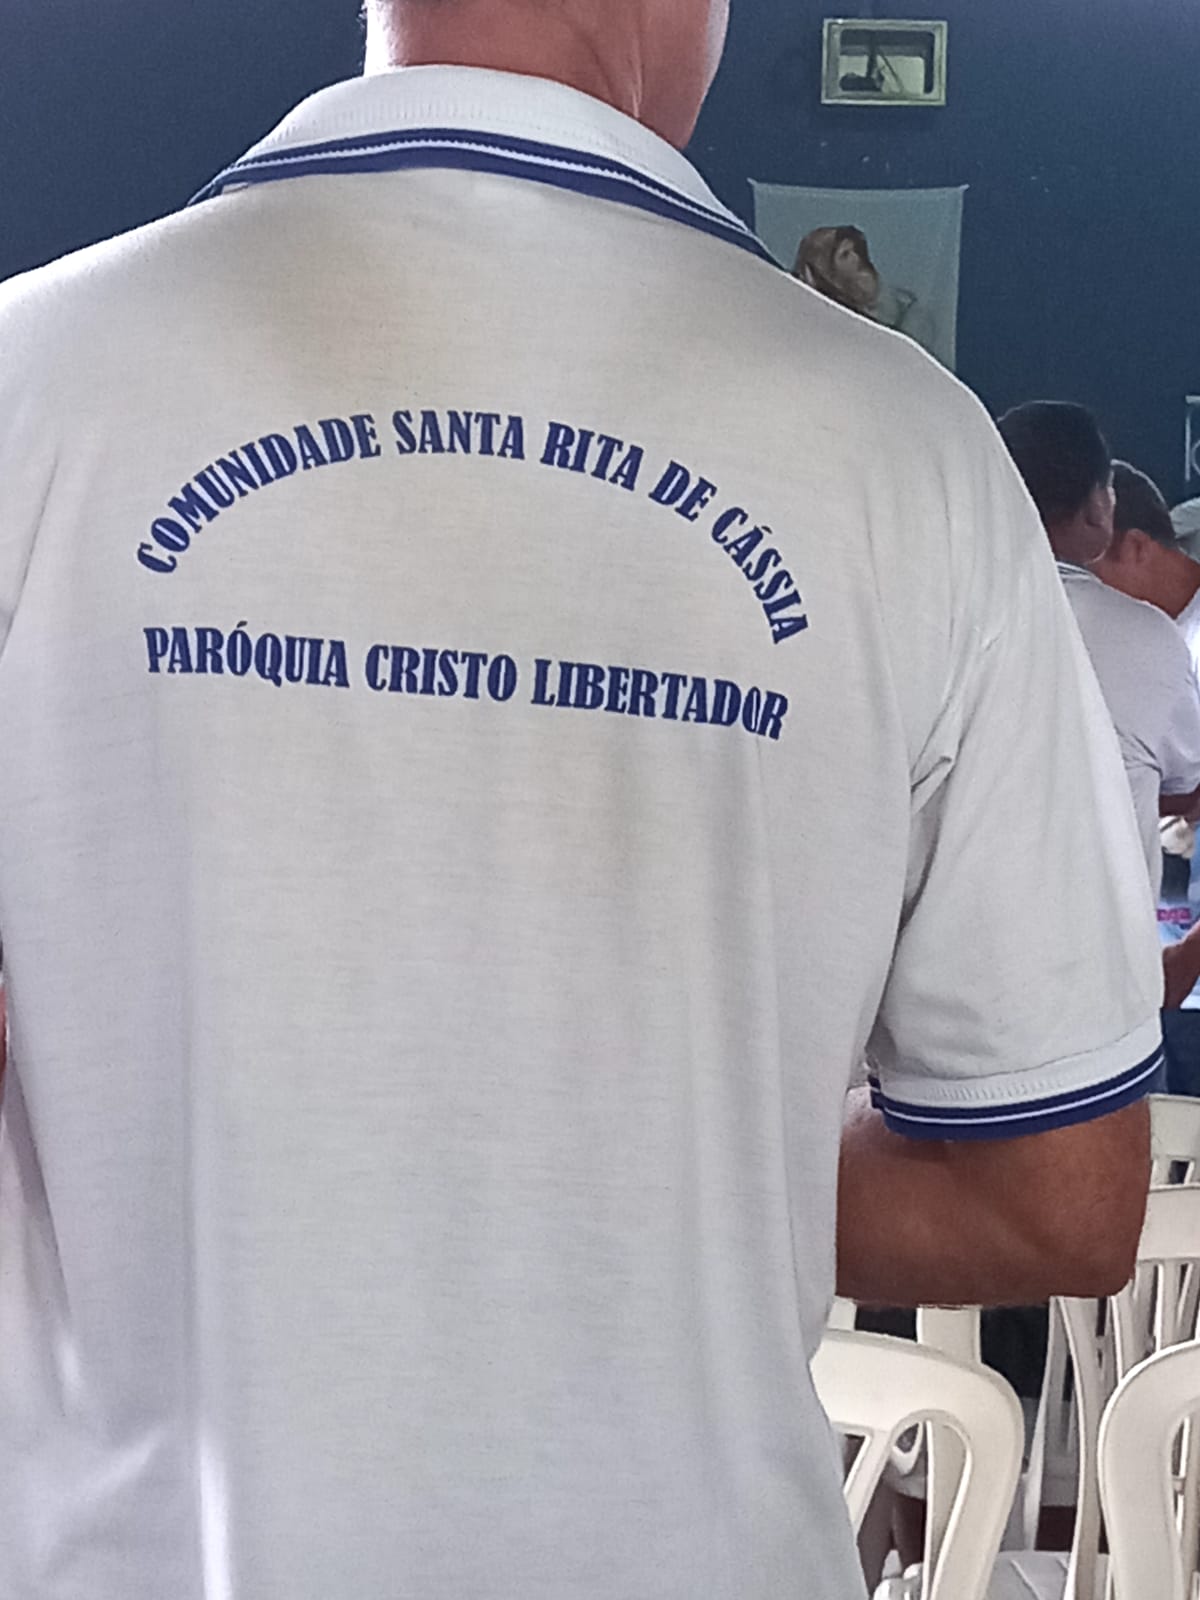 COMUNIDADE SANTA RITA DE CÁSSIA
PARÓQUIA CRISTO LIBERTADOR